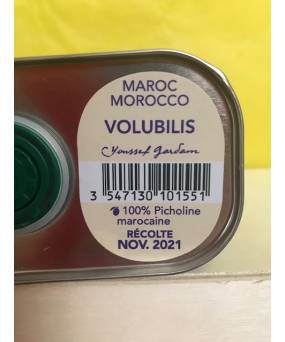 MAROC
MOROCCO
VOLUBILIS
Youssef Gardam
3 547130 101551
100% Picholine
marocaine
RÉCOLTE
NOV. 2021